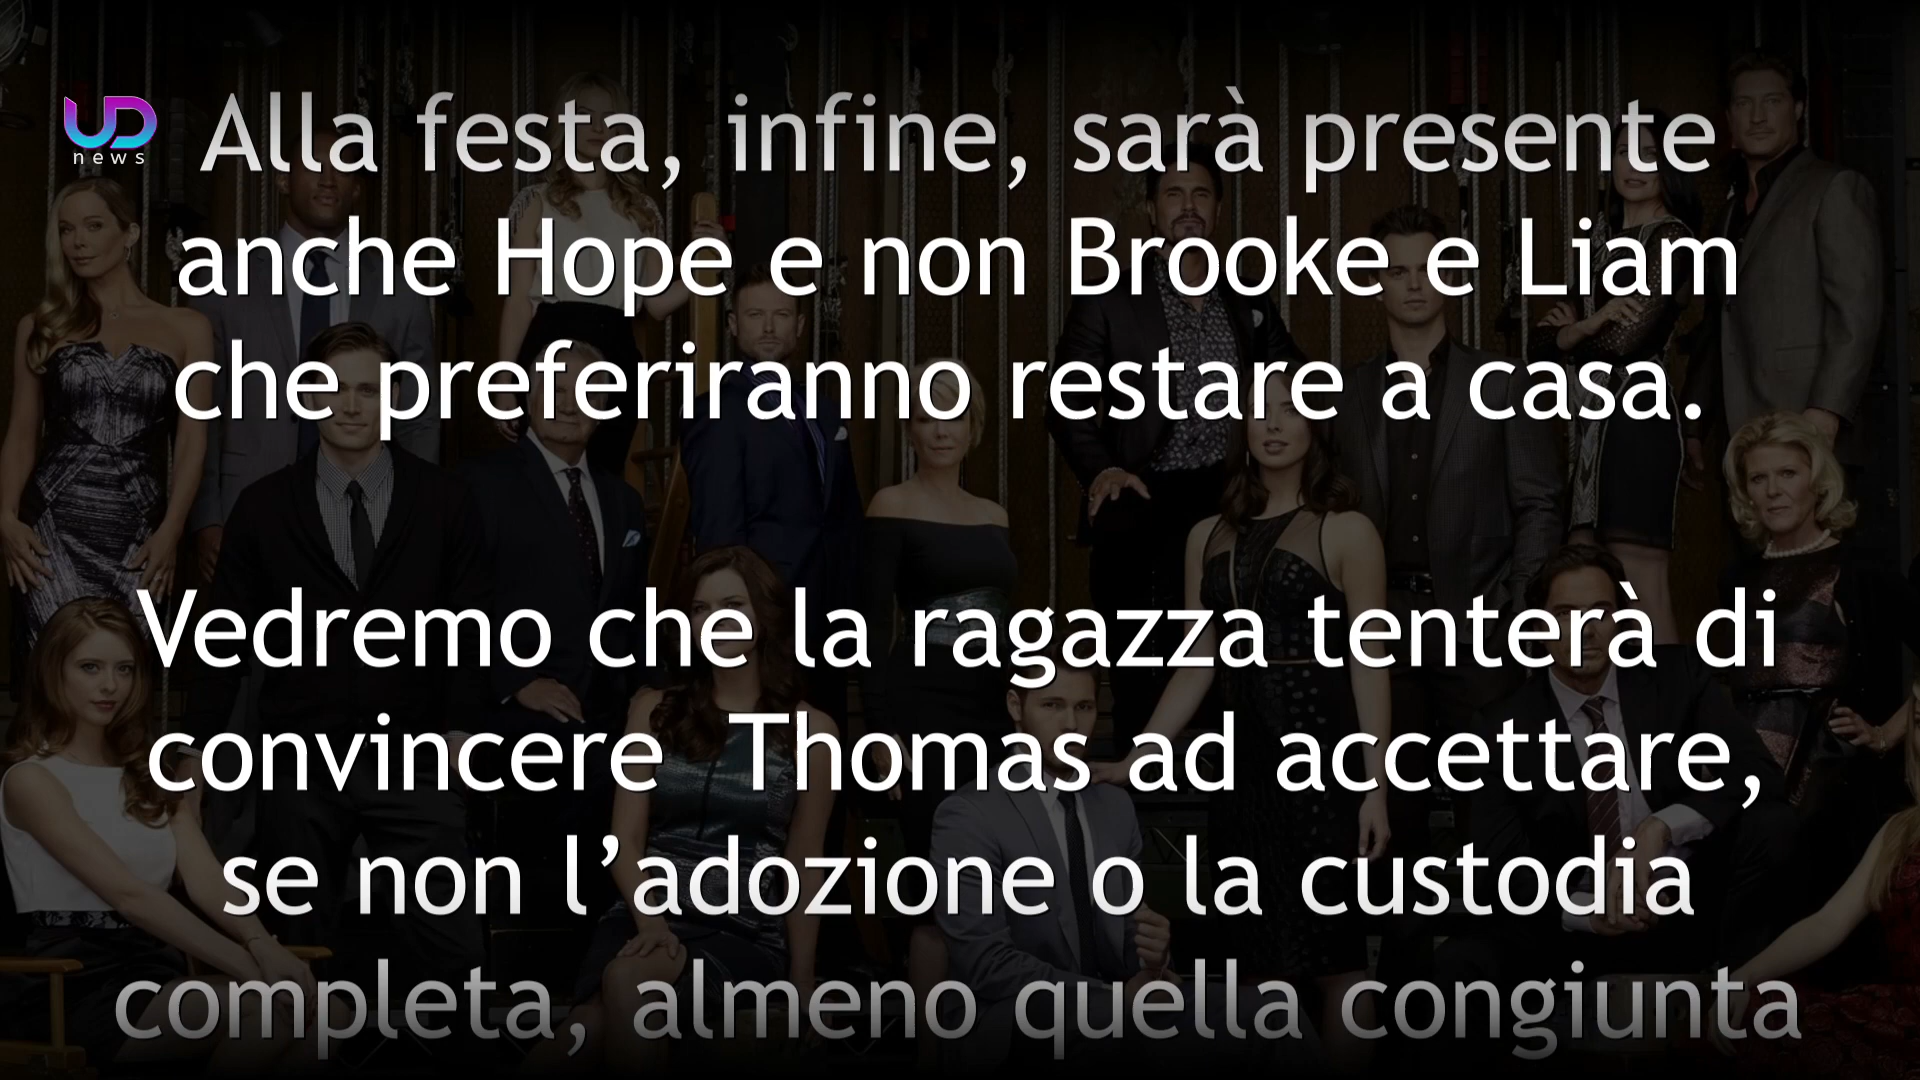 UD
news
Alla festa, infine, sarà presente
anche Hope e non Brooke e Liam
che preferiranno restare a casa.
Vedremo che la ragazza tenterà di
convincere Thomas ad accettare,
se non l’adozione o la custodia
completa, almeno quella congiunta